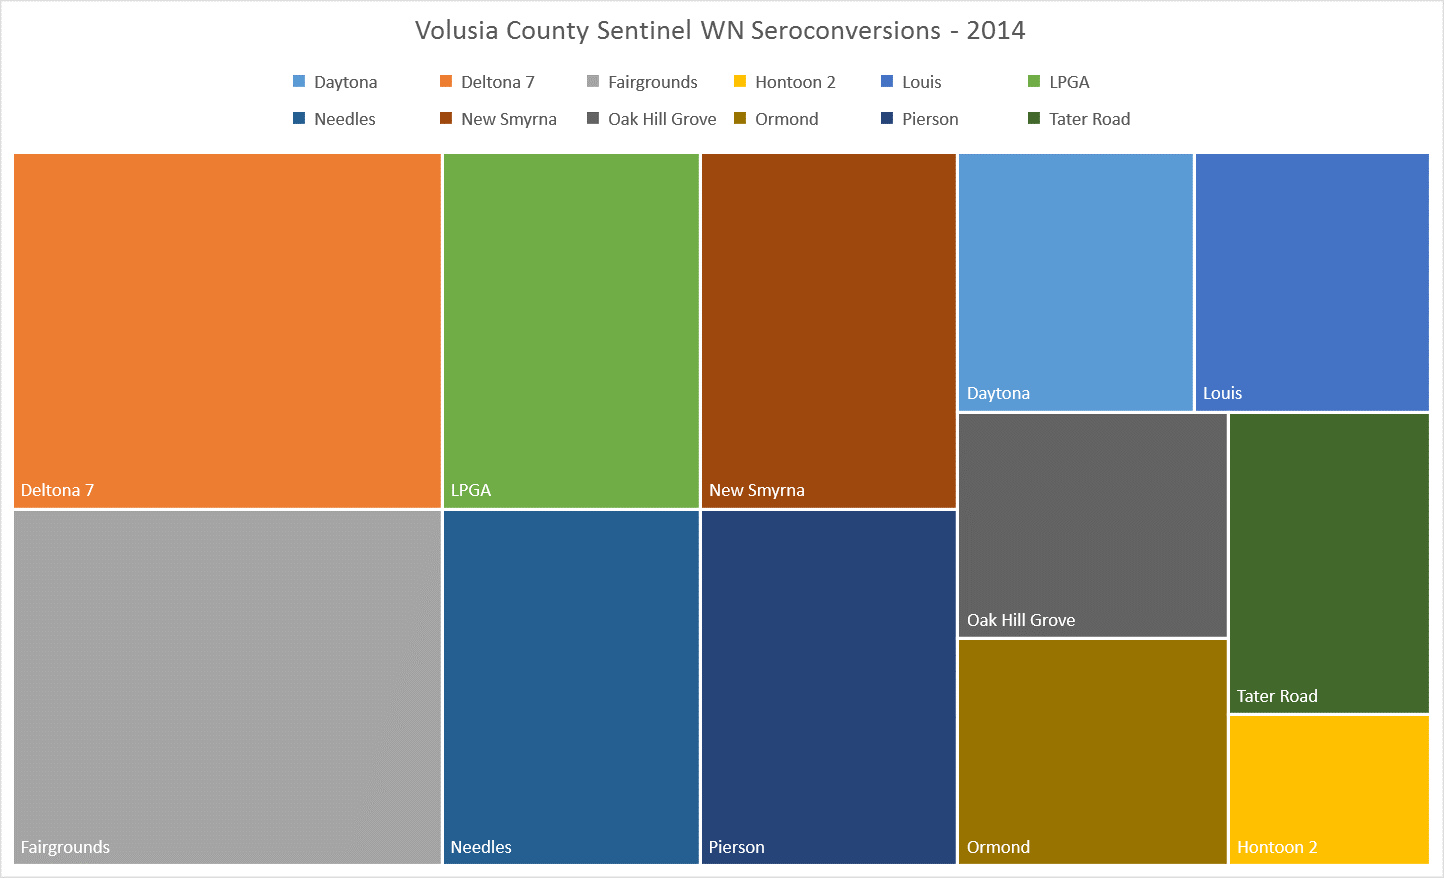 Volusia County Sentinel WN Seroconversions - 2014
Daytona Deltona 7 Fairgrounds Hontoon 2 Louis LPGA
Needles New Smyrna Oak Hill Grove Ormond Pierson Tater Road
Daytona Louis
Deltona 7 LPGA New Smyrna
Oak Hill Grove
Tater Road
Fairgrounds Needles Pierson Ormond Hontoon 2